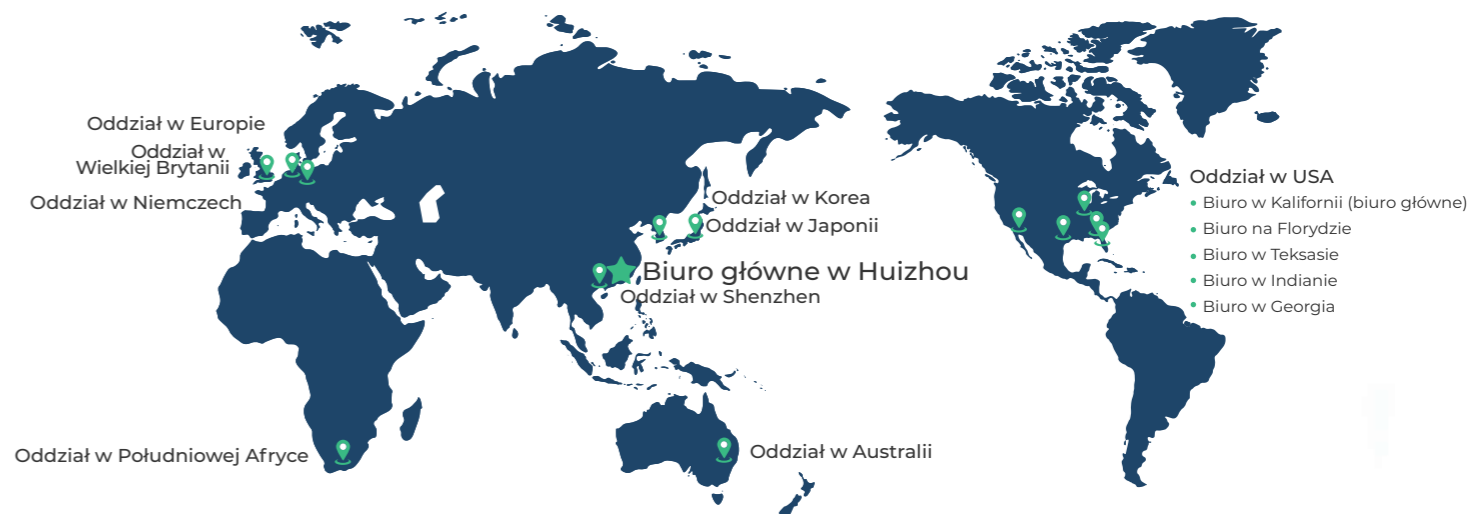 Oddział w Europie
Oddział w
Wielkiej Brytanii
Oddział w Niemczech
Oddział w Korea
Oddział w Japonii
Biuro główne w Huizhou
Oddział w Shenzhen
Oddział w Południowej Afryce
Oddział w Australii
Oddział w USA
• Biuro w Kalifornii (biuro główne)
• Biuro na Florydzie
• Biuro w Teksasie
• Biuro w Indianie
• Biuro w Georgia